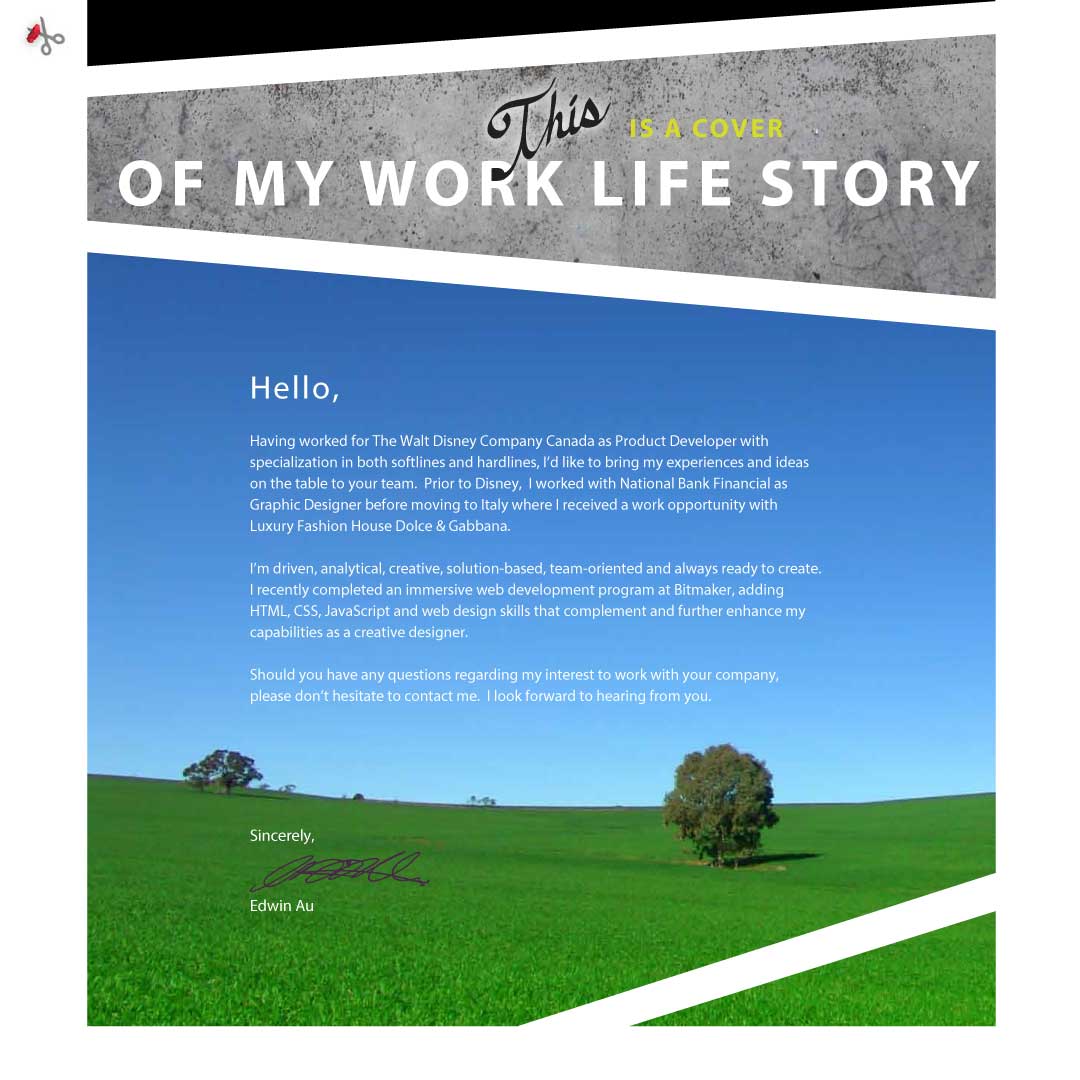 This IS A COVER
OF MY WORK LIFE STORY
Hello,
Having worked for The Walt Disney Company Canada as Product Developer with
specialization in both softlines and hardlines, I’d like to bring my experiences and ideas
on the table to your team.  Prior to Disney,  I worked with National Bank Financial as
Graphic Designer before moving to Italy where I received a work opportunity with
Luxury Fashion House Dolce & Gabbana.
I’m driven, analytical, creative, solution-based, team-oriented and always ready to create.
I recently completed an immersive web development program at Bitmaker, adding
HTML, CSS, JavaScript and web design skills that complement and further enhance my
capabilities as a creative designer.
Should you have any questions regarding my interest to work with your company,
please don’t hesitate to contact me.  I look forward to hearing from you.
Sincerely,
Edwin Au